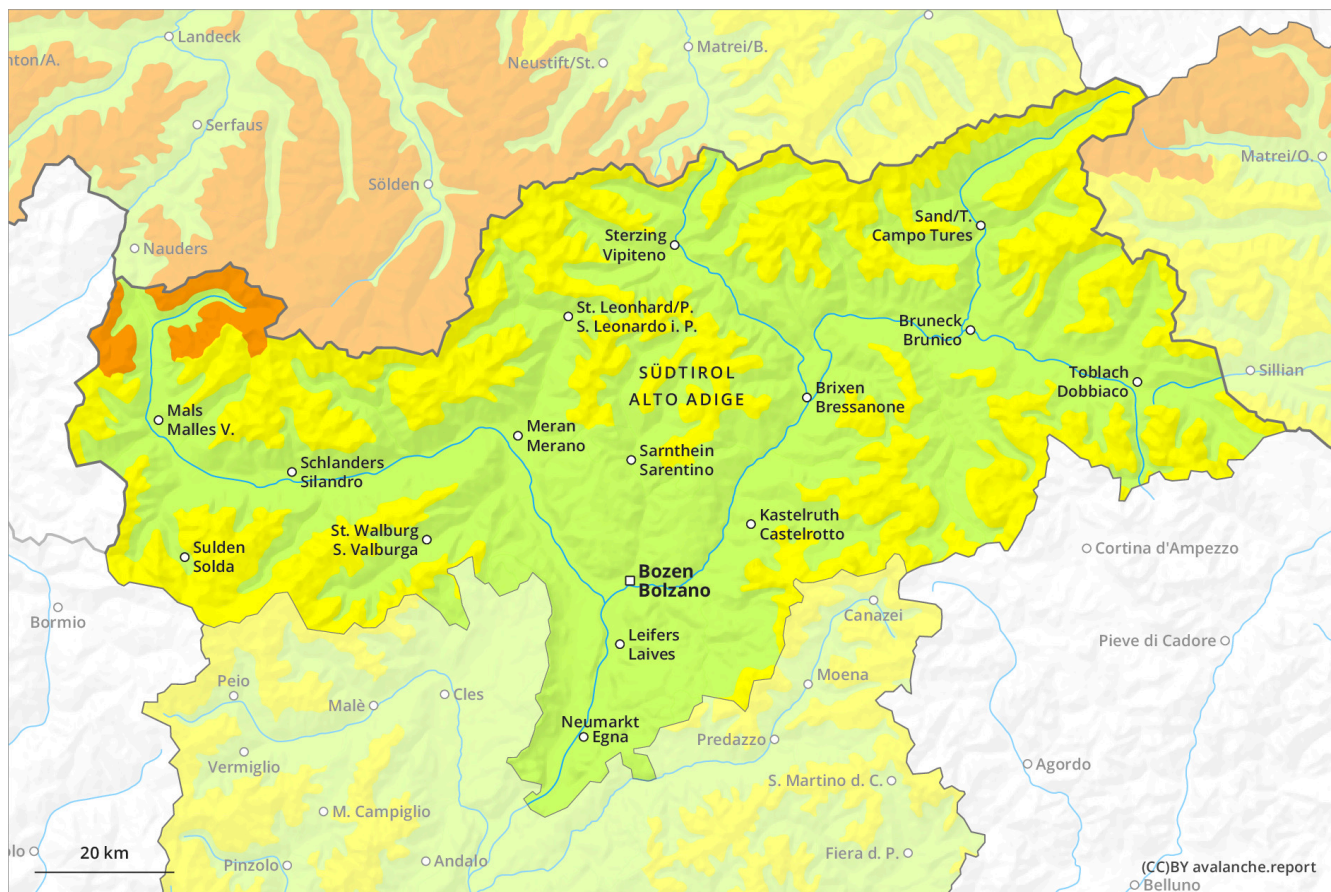 Landeck
nton/A.
Matrei/B.
Neustift/St.
Serfaus
Matrei/O.
Sölden
Nauders
Sand/T.
Campo Tures
Sterzing
Vipiteno
St. Leonhard/P.
S. Leonardo i. P.
Bruneck
Brunico
SÜDTIROL
ALTO ADIGE
Toblach
Dobbiaco
Sillian
Brixen
Bressanone
Mals
Malles V.
Meran
Merano
Schlanders
Silandro
Sarnthein
Sarentino
Kastelruth
Castelrotto
St. Walburg
S. Valburga
Sulden
Solda
Cortina d'Ampezzo
Bozen
Bolzano
Bormio
Canazei
Leifers
Laives
Pieve di Cadore
Peio
Moena
Malè
Cles
Neumarkt
Egna
Predazzo
Vermiglio
Agordo
S. Martino d. C.
M. Campiglio
olo
20 km
Pinzolo
Andalo
Fiera d. P.
(CC)BY avalanche.report
Belluno